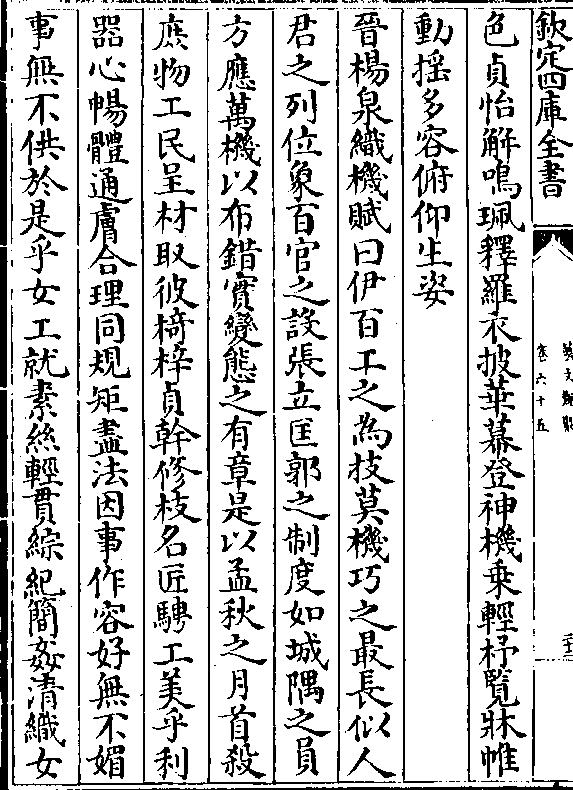 欽定四庫全書
藝文類聚
卷六十五
色貞怡解鳴珮釋羅衣披華幕登神機乗輕杼覽牀帷
動揺多容俯仰生姿
晉楊泉織機賦曰伊百工之為技莫機巧之最長似人
君之列位象百官之設張立匡郭之制度如城隅之員
方應萬機以布錯實變態之有章是以孟秋之月首殺
庶物工民呈材取彼椅梓貞幹修枝名匠騁工美乎利
器心暢體通膚合理同規矩盡法因事作容好無不媚
事無不供於是乎女工就素絲輕貫綜紀簡姦清織女